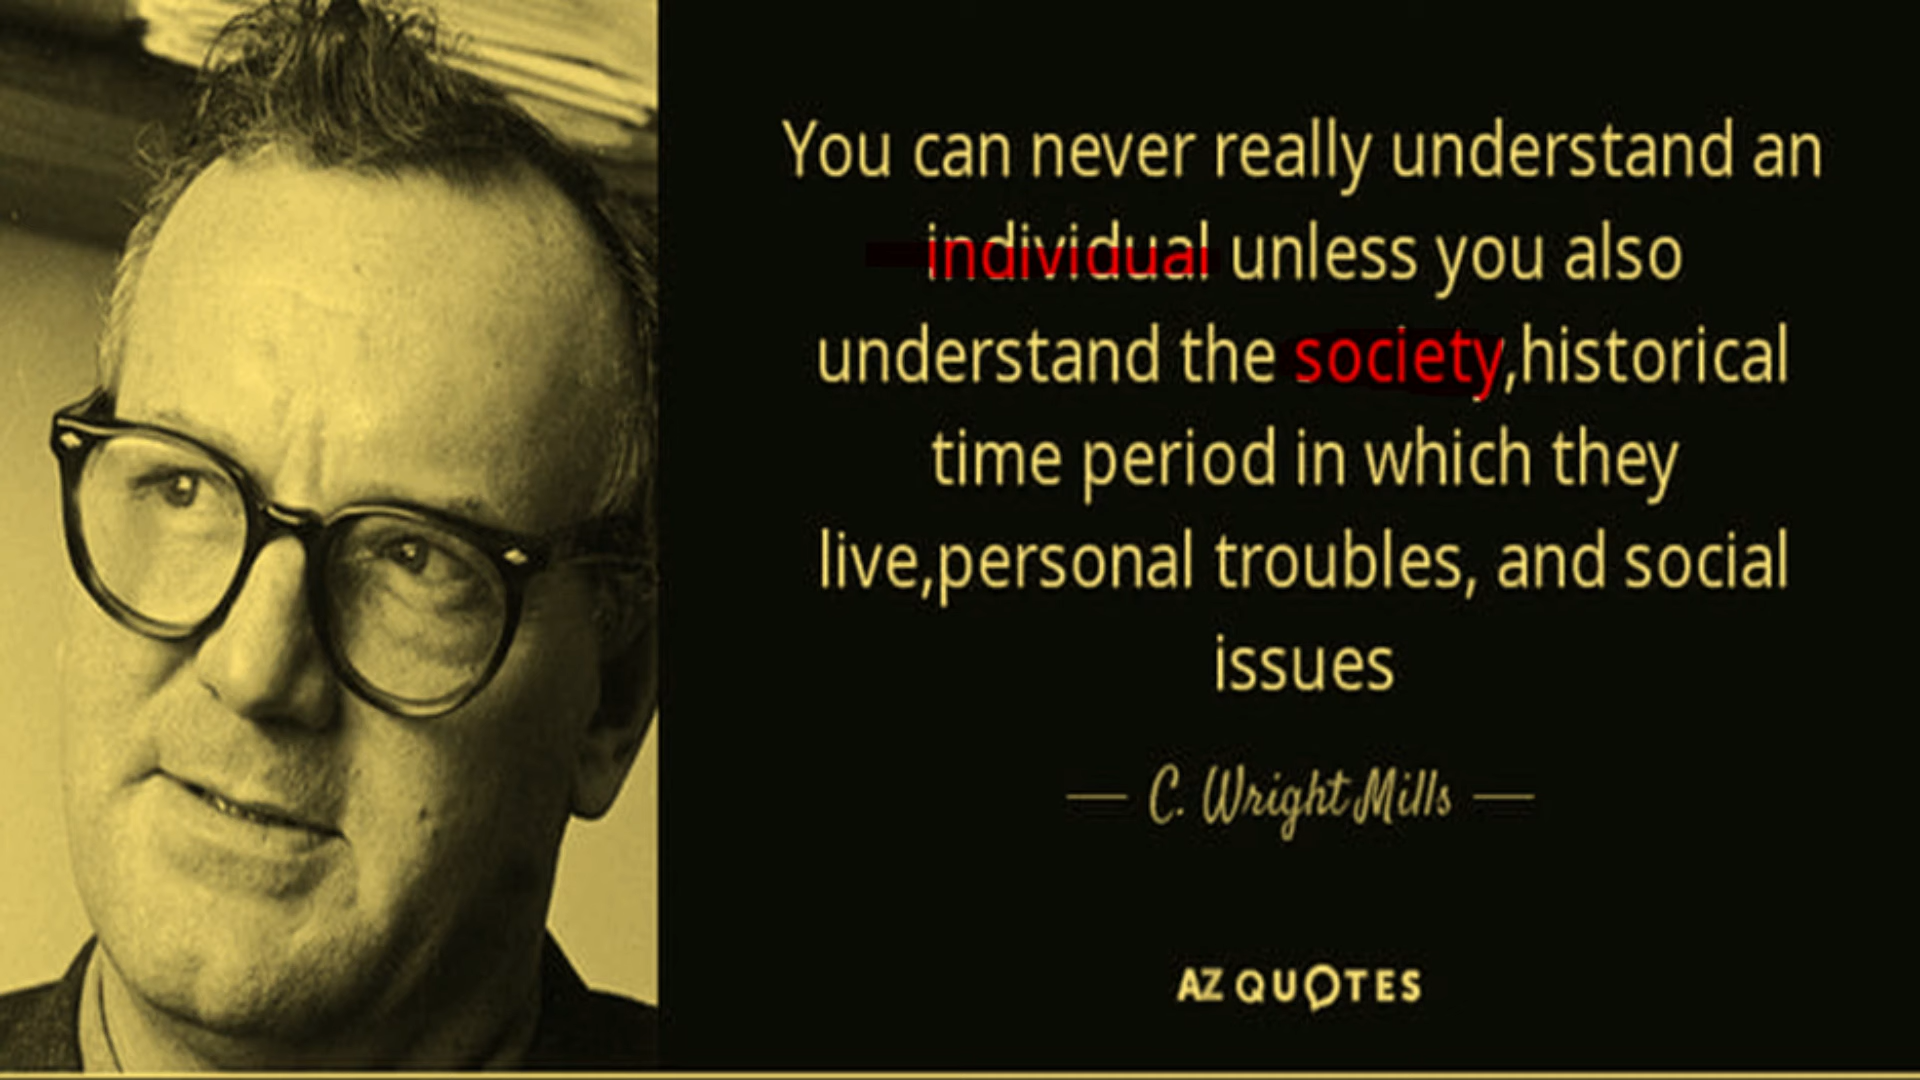 You can never really understand an
individual unless you also
understand the society,historical
time period in which they
live,personal troubles, and social
issues
— C. Wright Mills —
AZ QUOTES